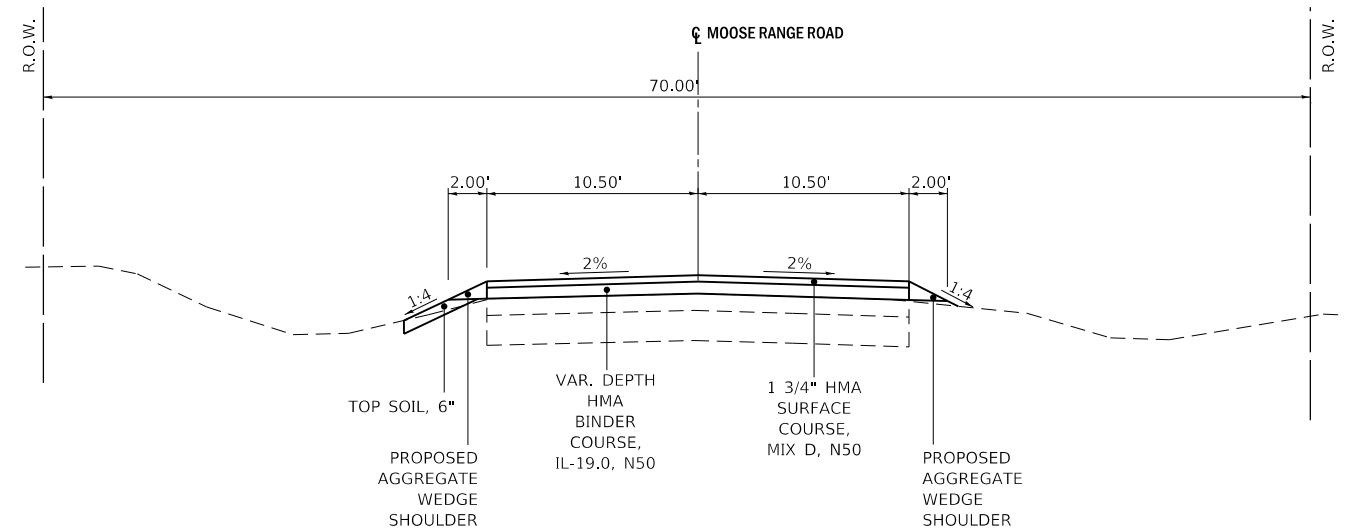 R.O.W.
R.O.W.
℄ MOOSE RANGE ROAD
70.00'
2.00'
10.50'
10.50'
2.00'
2%
2%
1:4
1:4
TOP SOIL, 6"
VAR. DEPTH
HMA
BINDER
COURSE,
IL-19.0, N50
1 3/4" HMA
SURFACE
COURSE,
MIX D, N50
PROPOSED
AGGREGATE
WEDGE
SHOULDER
PROPOSED
AGGREGATE
WEDGE
SHOULDER